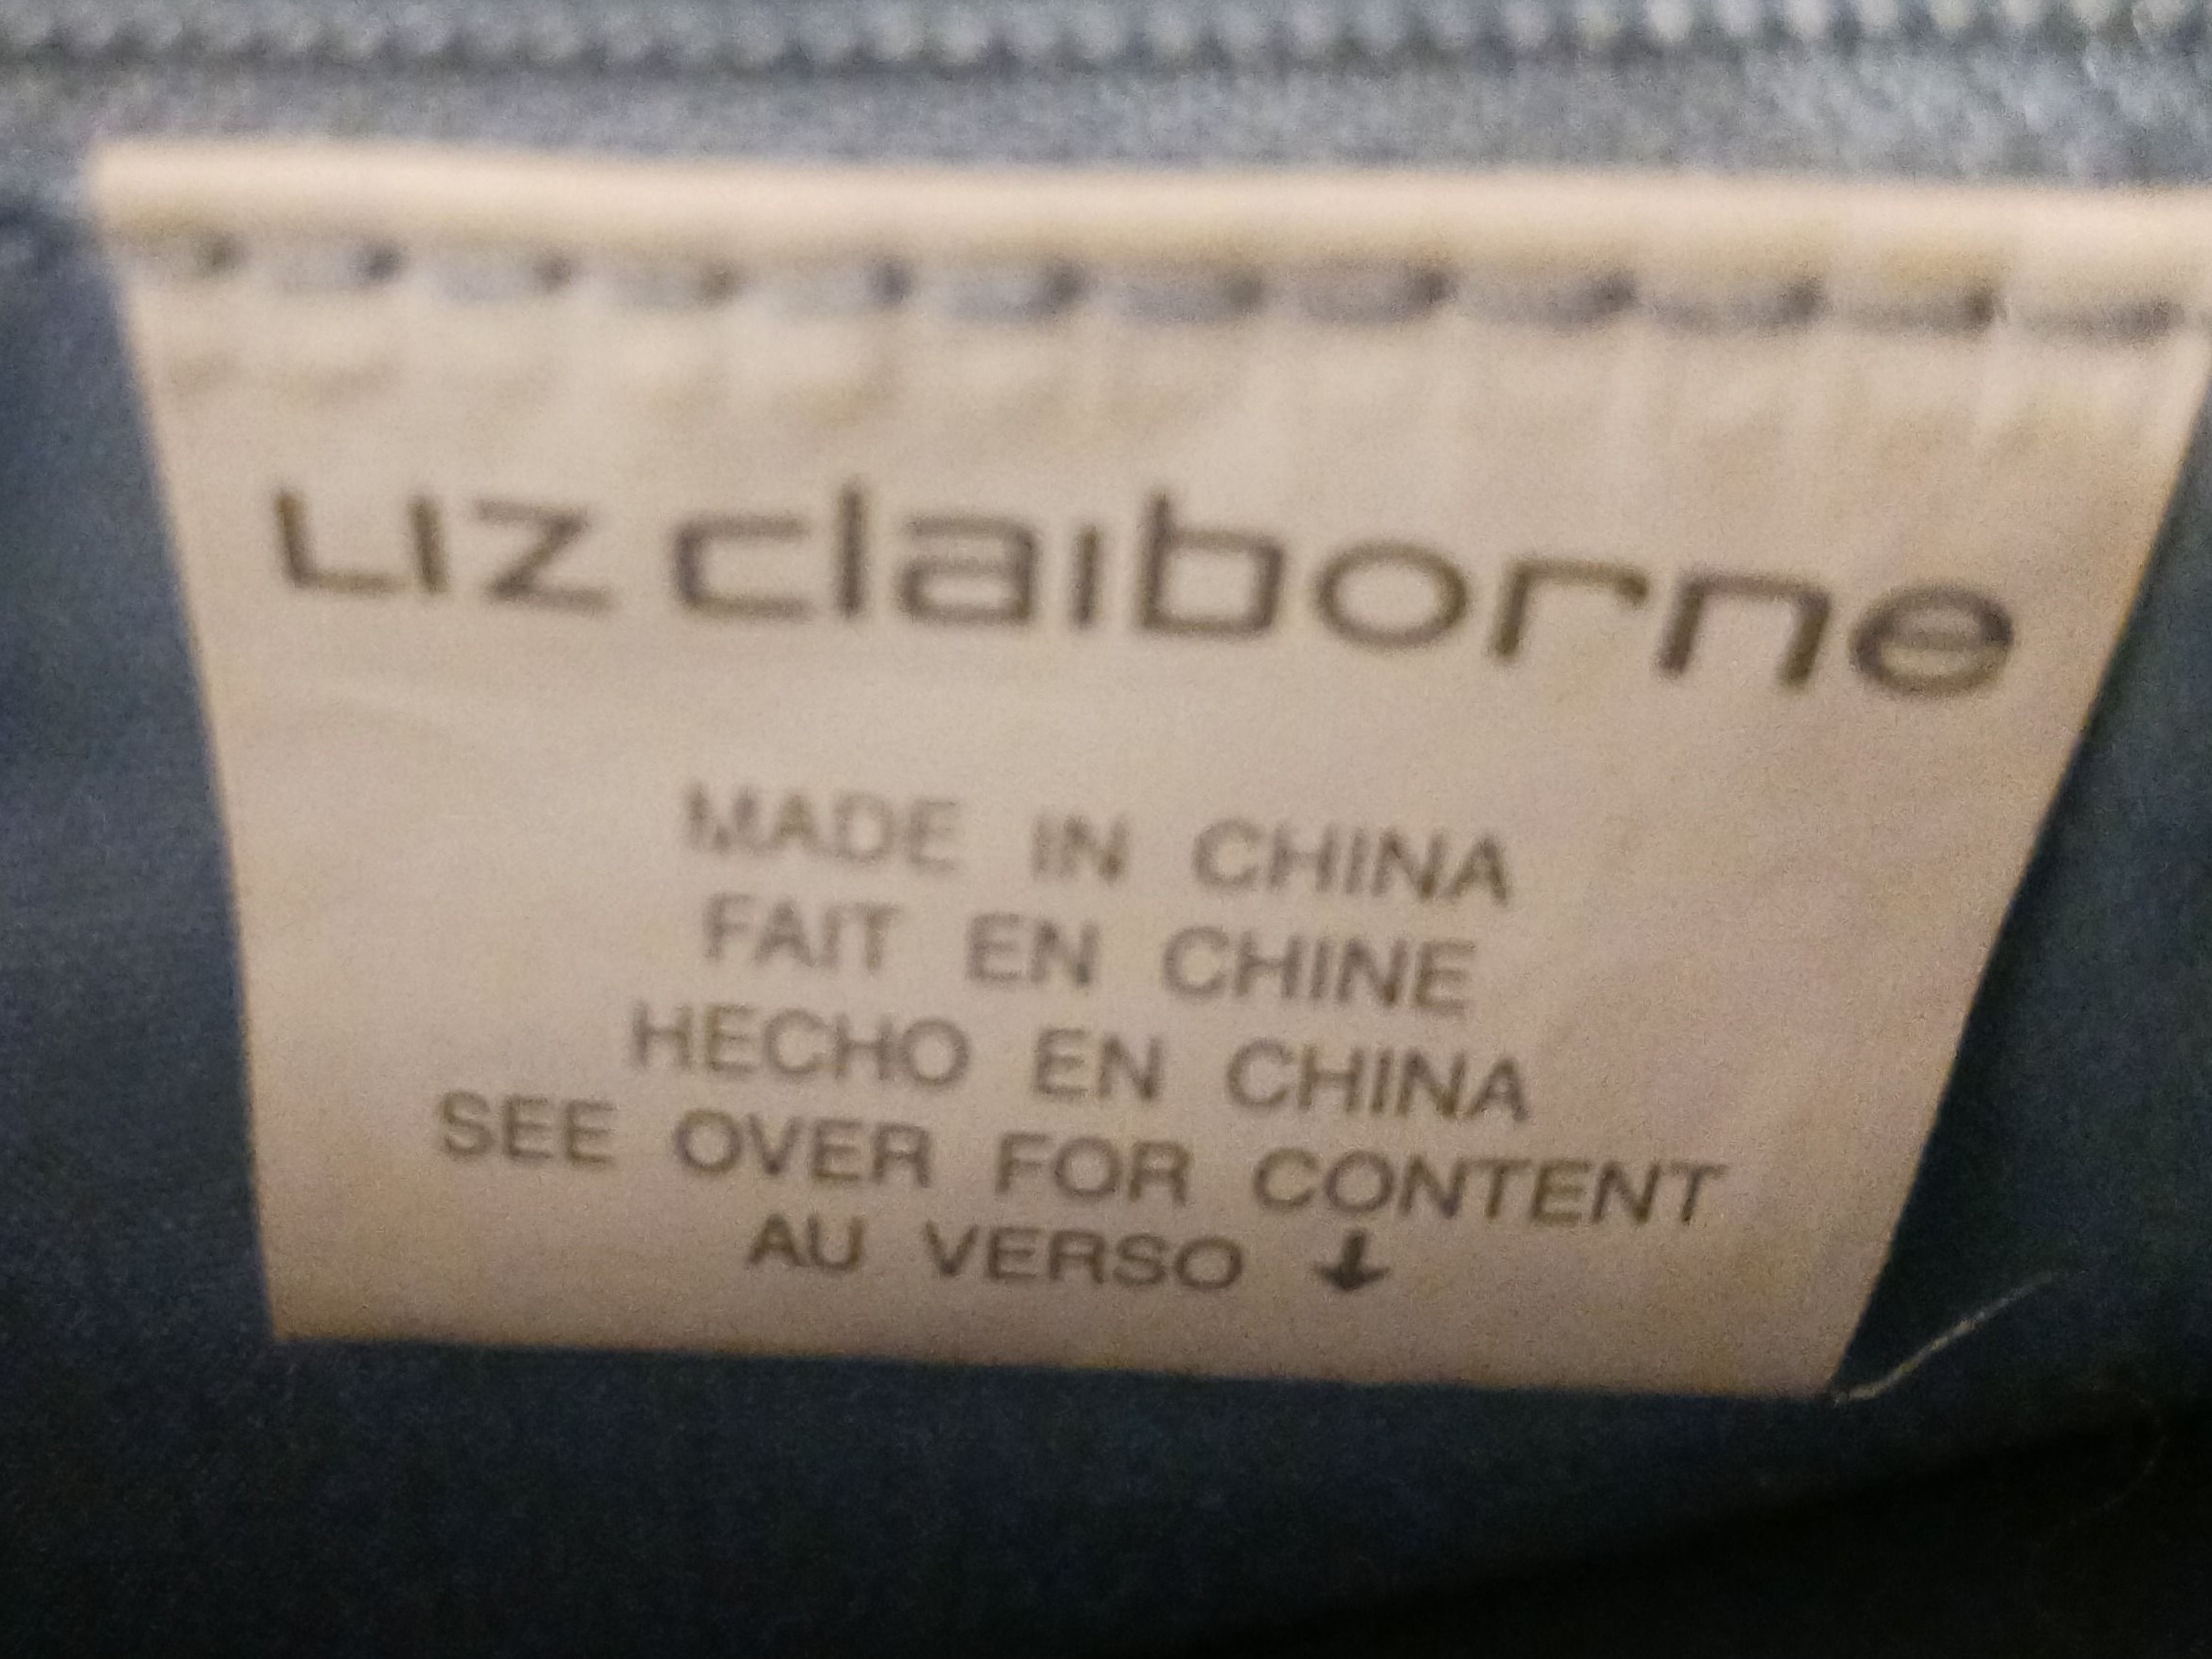 LIZ claiborne
MADE IN CHINA
FAIT EN CHINE
HECHO EN CHINA
SEE OVER FOR CONTENT
AU VERSO ↓